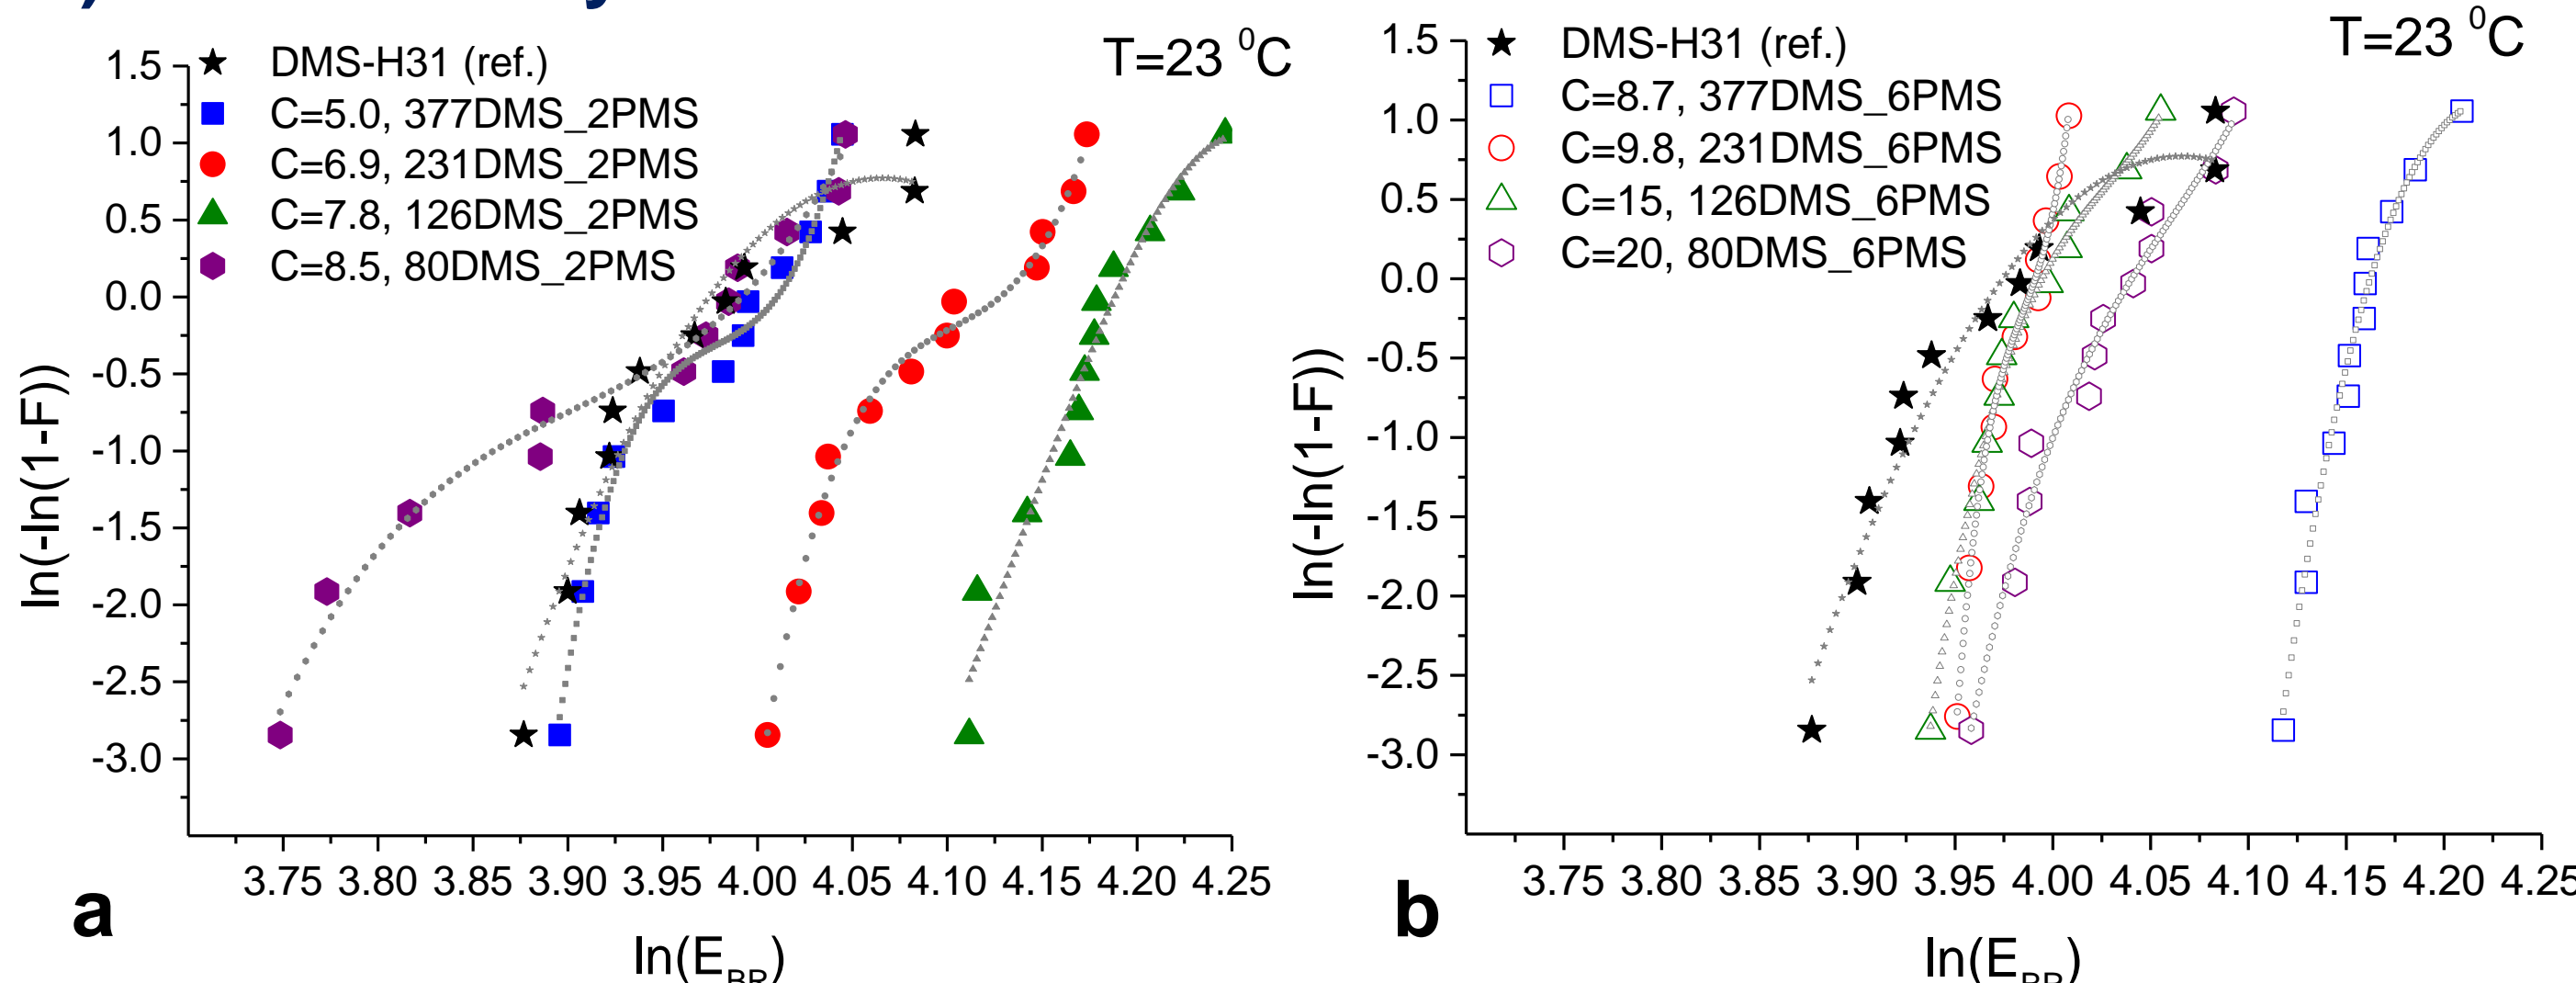 T=23 ⁰C
DMS-H31 (ref.)
C=5.0, 377DMS_2PMS
C=6.9, 231DMS_2PMS
C=7.8, 126DMS_2PMS
C=8.5, 80DMS_2PMS
1.5
1.0
0.5
0.0
-0.5
-1.0
-1.5
-2.0
-2.5
-3.0
ln(-ln(1-F))
3.75 3.80 3.85 3.90 3.95 4.00 4.05 4.10 4.15 4.20 4.25
a
ln(E_BR)
T=23 ⁰C
DMS-H31 (ref.)
C=8.7, 377DMS_6PMS
C=9.8, 231DMS_6PMS
C=15, 126DMS_6PMS
C=20, 80DMS_6PMS
1.5
1.0
0.5
0.0
-0.5
-1.0
-1.5
-2.0
-2.5
-3.0
ln(-ln(1-F))
3.75 3.80 3.85 3.90 3.95 4.00 4.05 4.10 4.15 4.20 4.25
b
ln(E_BR)